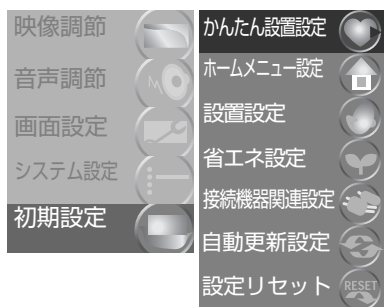 映像調節
音声調節
画面設定
システム設定
初期設定
かんたん設置設定
ホームメニュー設定
設置設定
省エネ設定
接続機器関連設定
自動更新設定
設定リセット
RESET